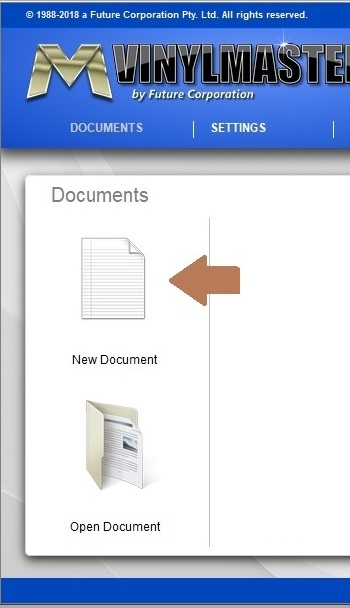 © 1988-2018 a Future Corporation Pty. Ltd. All rights reserved.
VINYLMASTE
by Future Corporation
DOCUMENTS SETTINGS
Documents
New Document
Open Document